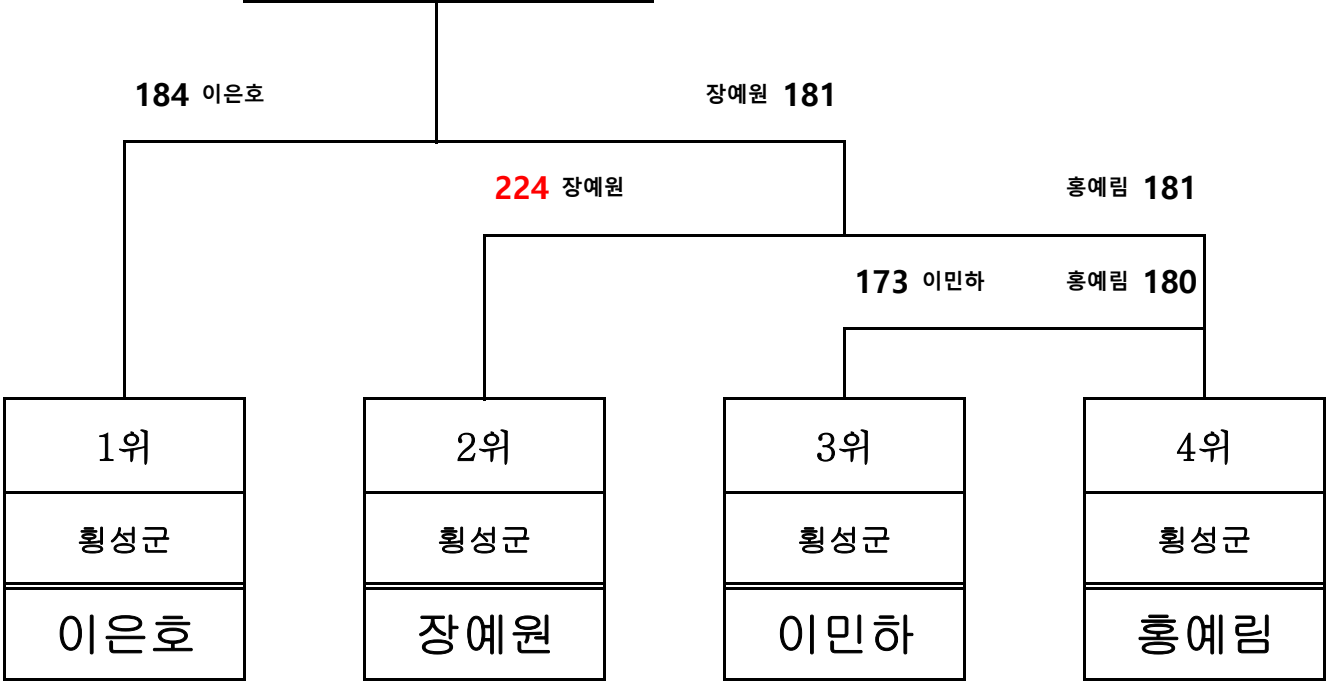 184 이은호 장예원 181
224 장예원 홍예림 181
173 이민하 홍예림 180
1위 2위 3위 4위
횡성군 횡성군 횡성군 횡성군
이은호 장예원 이민하 홍예림